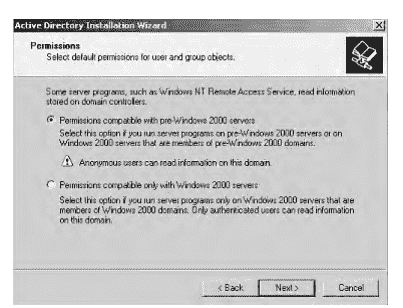 Active Directory Installation Wizard
Permissions
Select default permissions for user and group objects.
Some server programs, such as Windows NT Remote Access Service, read information
stored on domain controllers.
Permissions compatible with pre-Windows 2000 servers
Select this option if you run server programs on pre-Windows 2000 servers or on
Windows 2000 servers that are members of pre-Windows 2000 domains.
Anonymous users can read information on this domain.
Permissions compatible only with Windows 2000 servers
Select this option if you run server programs only on Windows 2000 servers that are
members of Windows 2000 domains. Only authenticated users can read information
on this domain.
< Back Next > Cancel